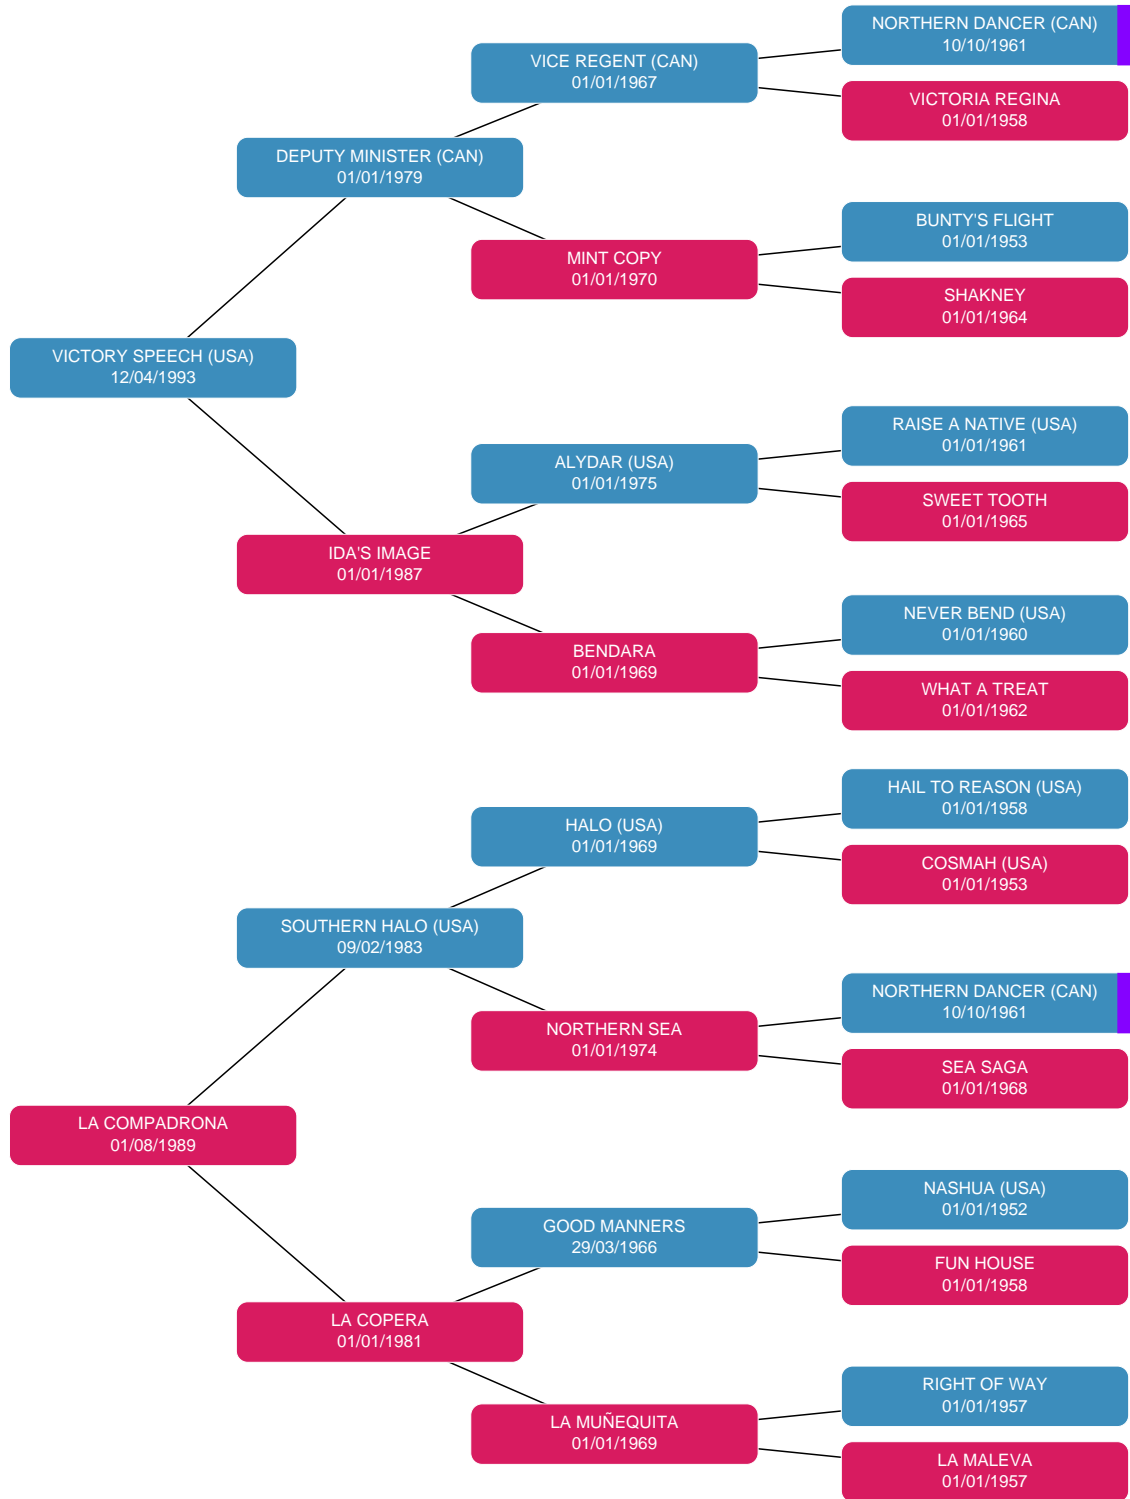 NORTHERN DANCER (CAN)
10/10/1961
VICE REGENT (CAN)
01/01/1967
VICTORIA REGINA
01/01/1958
DEPUTY MINISTER (CAN)
01/01/1979
BUNTY'S FLIGHT
01/01/1953
MINT COPY
01/01/1970
SHAKNEY
01/01/1964
VICTORY SPEECH (USA)
12/04/1993
RAISE A NATIVE (USA)
01/01/1961
ALYDAR (USA)
01/01/1975
SWEET TOOTH
01/01/1965
IDA'S IMAGE
01/01/1987
NEVER BEND (USA)
01/01/1960
BENDARA
01/01/1969
WHAT A TREAT
01/01/1962
HAIL TO REASON (USA)
01/01/1958
HALO (USA)
01/01/1969
COSMAH (USA)
01/01/1953
SOUTHERN HALO (USA)
09/02/1983
NORTHERN DANCER (CAN)
10/10/1961
NORTHERN SEA
01/01/1974
SEA SAGA
01/01/1968
LA COMPADRONA
01/08/1989
NASHUA (USA)
01/01/1952
GOOD MANNERS
29/03/1966
FUN HOUSE
01/01/1958
LA COPERA
01/01/1981
RIGHT OF WAY
01/01/1957
LA MUÑEQUITA
01/01/1969
LA MALEVA
01/01/1957